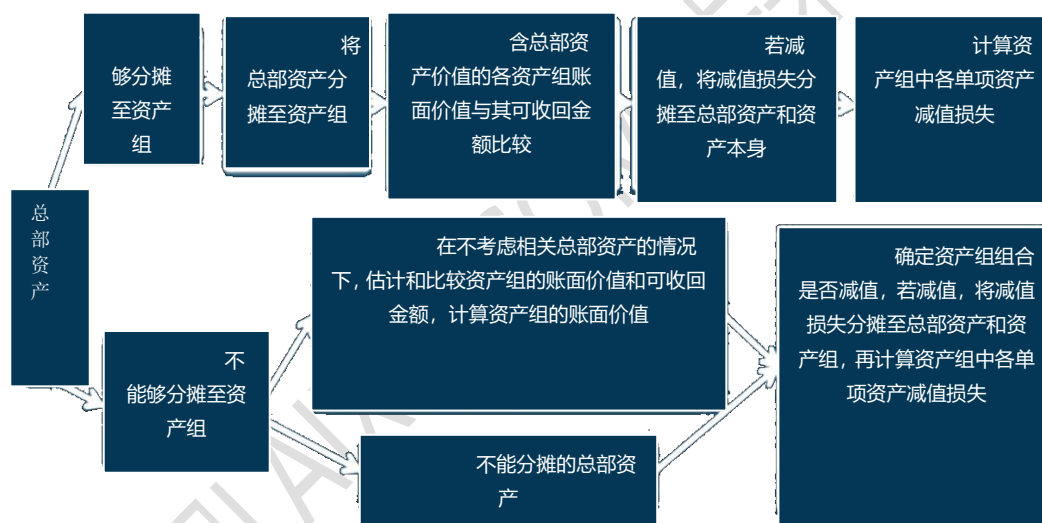 够分摊
至资产
组
将
总部资产分
摊至资产组
含总部资
产价值的各资产组账
面价值与其可收回金
额比较
若减
值，将减值损失分
摊至总部资产和资
产本身
计算资
产组中各单项资产
减值损失
总
部
资
产
在不考虑相关总部资产的情况
下，估计和比较资产组的账面价值和可收回
金额，计算资产组的账面价值
确定资产组组合
是否减值，若减值，将减值
损失分摊至总部资产和资
产组，再计算资产组中各单
项资产减值损失
不
能够分摊至资
产组
不能分摊的总部资
产